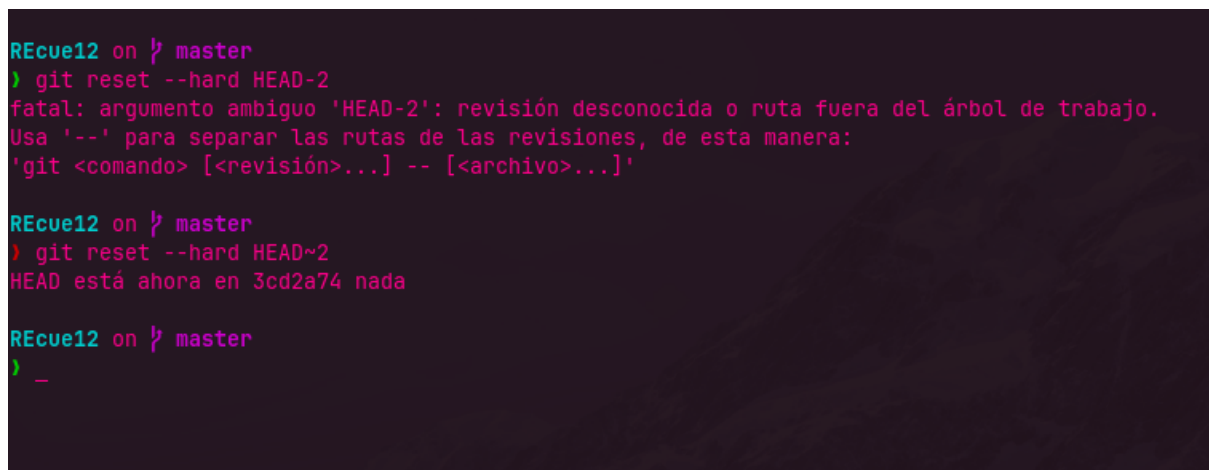 REcue12 on master
❯ git reset --hard HEAD-2
fatal: argumento ambiguo 'HEAD-2': revisión desconocida o ruta fuera del árbol de trabajo.
Usa '--' para separar las rutas de las revisiones, de esta manera:
'git <comando> [<revisión>...] -- [<archivo>...]'
REcue12 on master
❯ git reset --hard HEAD~2
HEAD está ahora en 3cd2a74 nada
REcue12 on master
❯ _